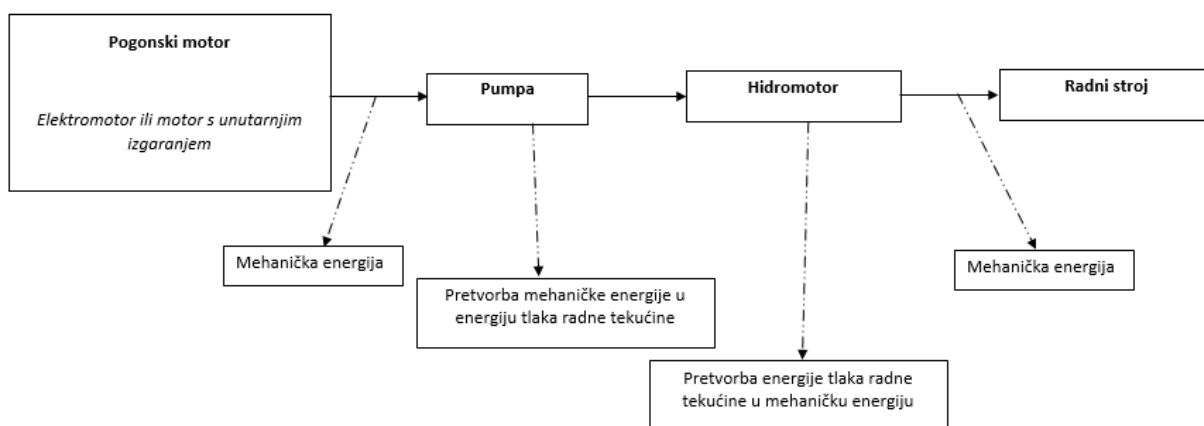 Pogonski motor
Elektromotor ili motor s unutarnjim
izgaranjem
Pumpa
Hidromotor
Radni stroj
Mehanička energija
Pretvorba mehaničke energije u
energiju tlaka radne tekućine
Pretvorba energije tlaka radne
tekućine u mehaničku energiju
Mehanička energija